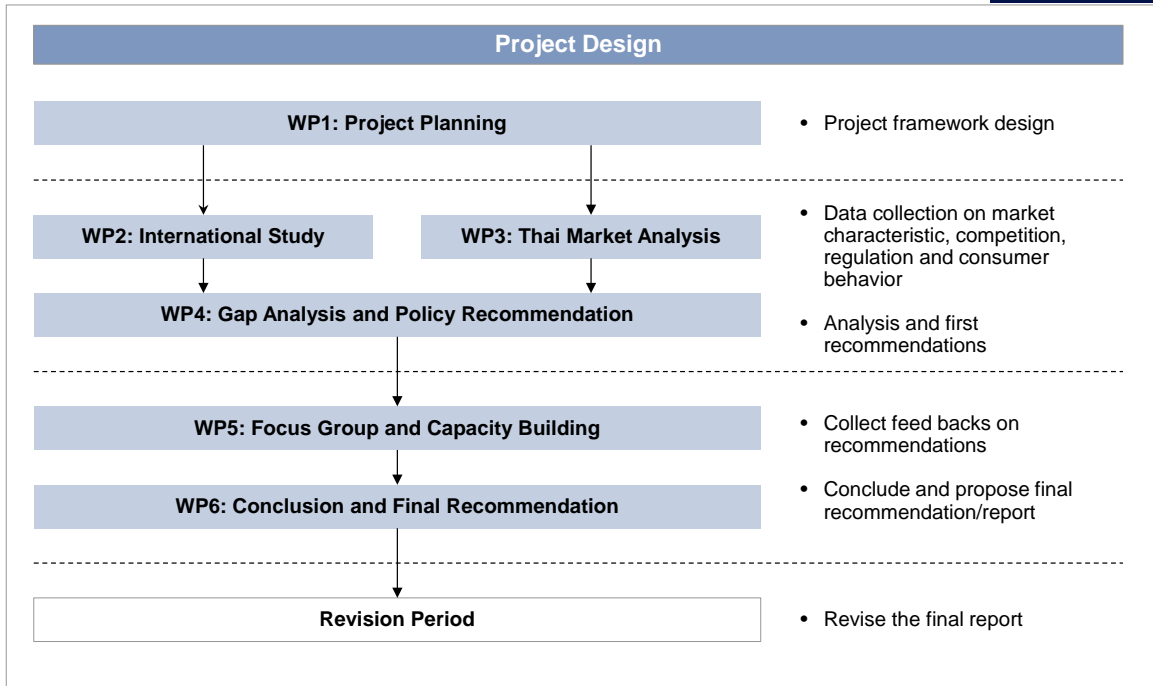 Project Design
WP1: Project Planning
• Project framework design
WP2: International Study
WP3: Thai Market Analysis
• Data collection on market
characteristic, competition,
regulation and consumer
behavior
WP4: Gap Analysis and Policy Recommendation
• Analysis and first
recommendations
WP5: Focus Group and Capacity Building
• Collect feed backs on
recommendations
WP6: Conclusion and Final Recommendation
• Conclude and propose final
recommendation/report
Revision Period
• Revise the final report